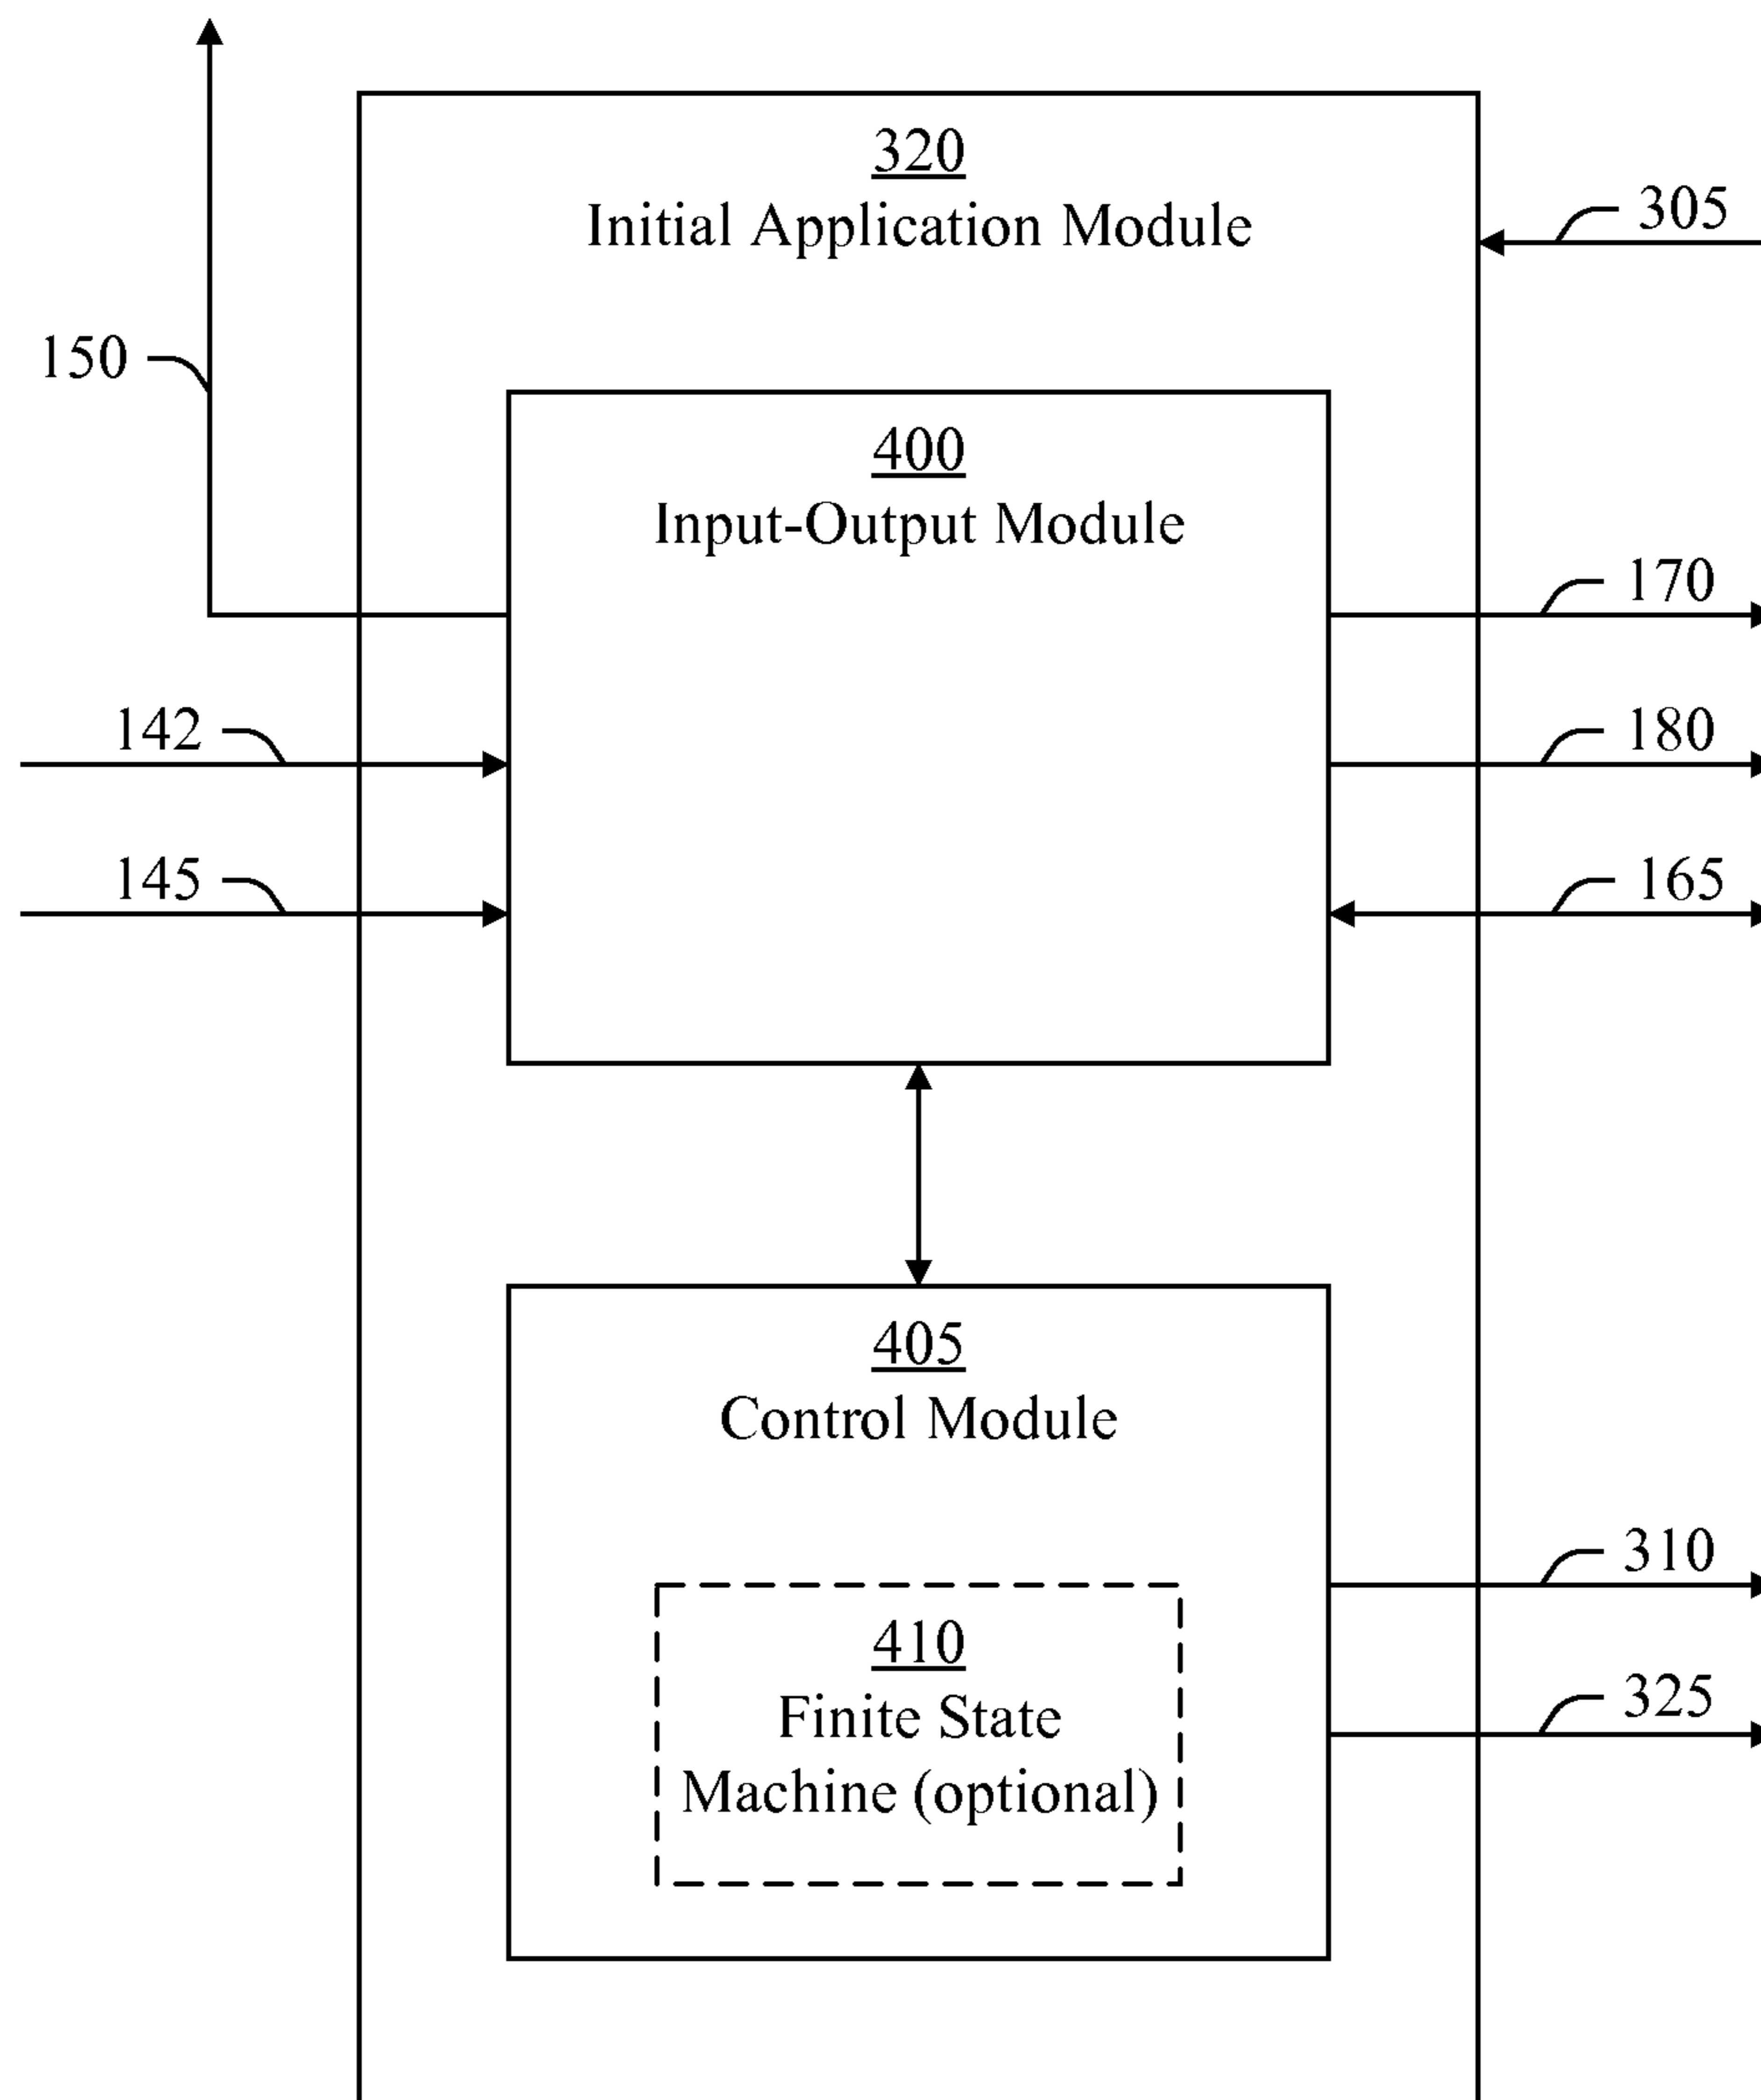 320
Initial Application Module
305
150
400
Input-Output Module
170
142
180
145
165
405
Control Module
310
410
Finite State
Machine (optional)
325